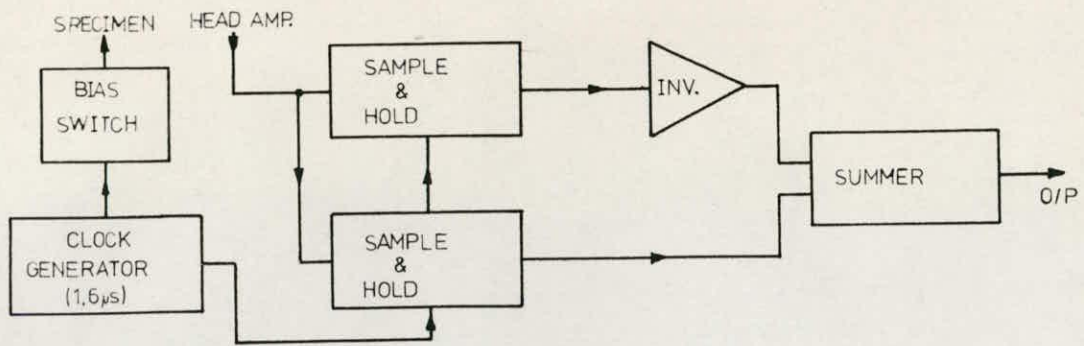 SPECIMEN
HEAD AMP.
BIAS
SWITCH
SAMPLE
&
HOLD
INV.
SUMMER
O/P
CLOCK
GENERATOR
(1,6µs)
SAMPLE
&
HOLD